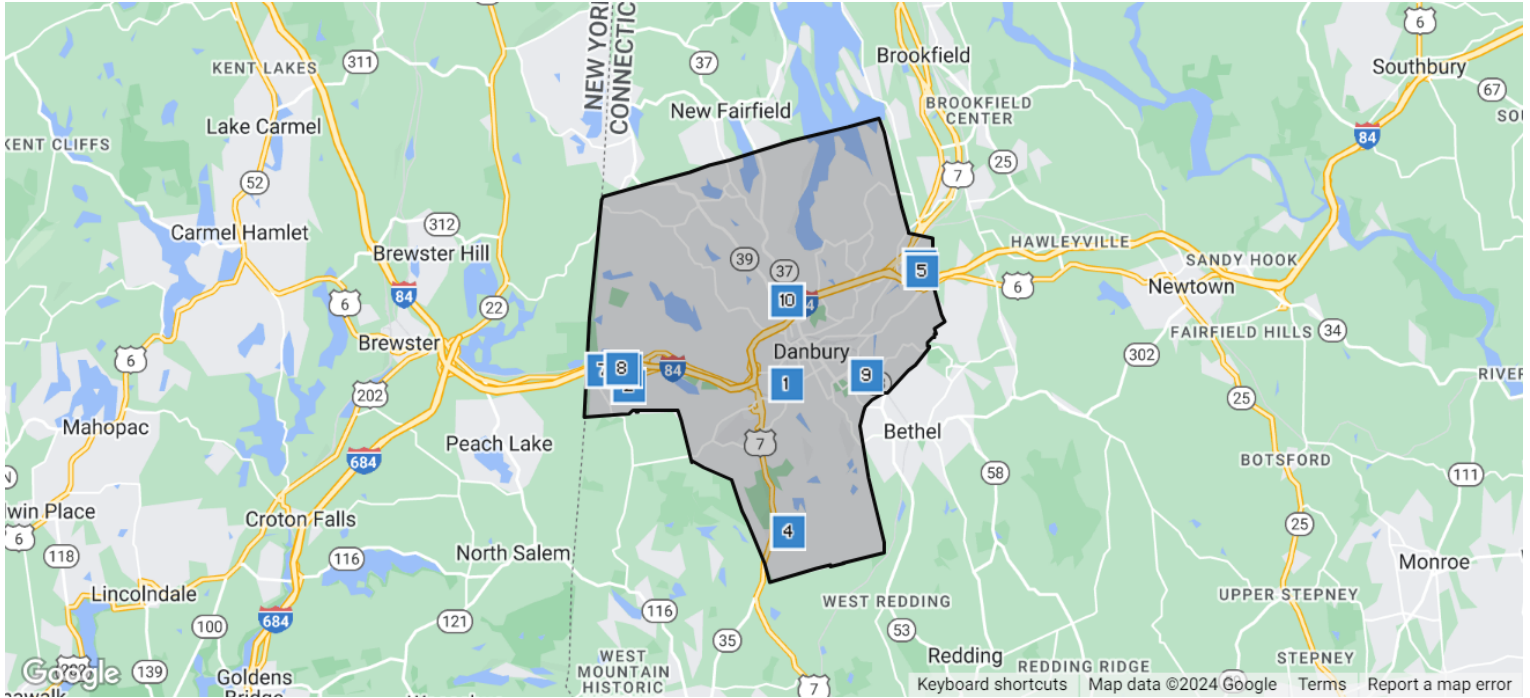 NEW YORK
CONNECTIC
6
Southbury
Brookfield
37
KENT LAKES
311
67
New Fairfield
BROOKFIELD
CENTER
Lake Carmel
SOU
84
KENT CLIFFS
25
7
52
312
Carmel Hamlet
Brewster Hill
HAWLEYVILLE
39
37
SANDY HOOK
5
6
Newtown
84
6
22
10
FAIRFIELD HILLS
34
Brewster
Danbury
302
6
7
8
84
1
9
RIVER
202
25
Mahopac
Peach Lake
7
Bethel
684
58
BOTSFORD
111
lwin Place
Croton Falls
4
25
6
118
116
North Salem
Monroe
Lincolndale
WEST REDDING
UPPER STEPNEY
684
100
121
116
35
53
WEST
MOUNTAIN
HISTORIC
Redding
REDDING RIDGE
STEPNEY
Google
139
Goldens
Bridge
7
Keyboard shortcuts
Map data ©2024 Google
Terms
Report a map error